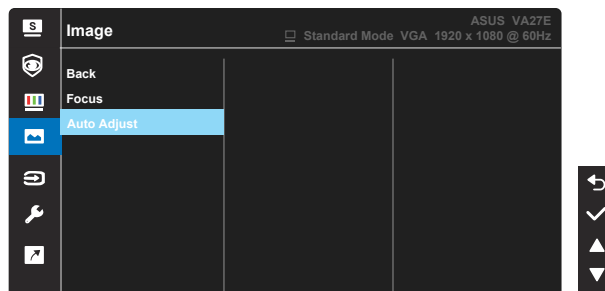 S
Image
ASUS VA27E
Standard Mode VGA 1920 x 1080 @ 60Hz
Back
Focus
Auto Adjust